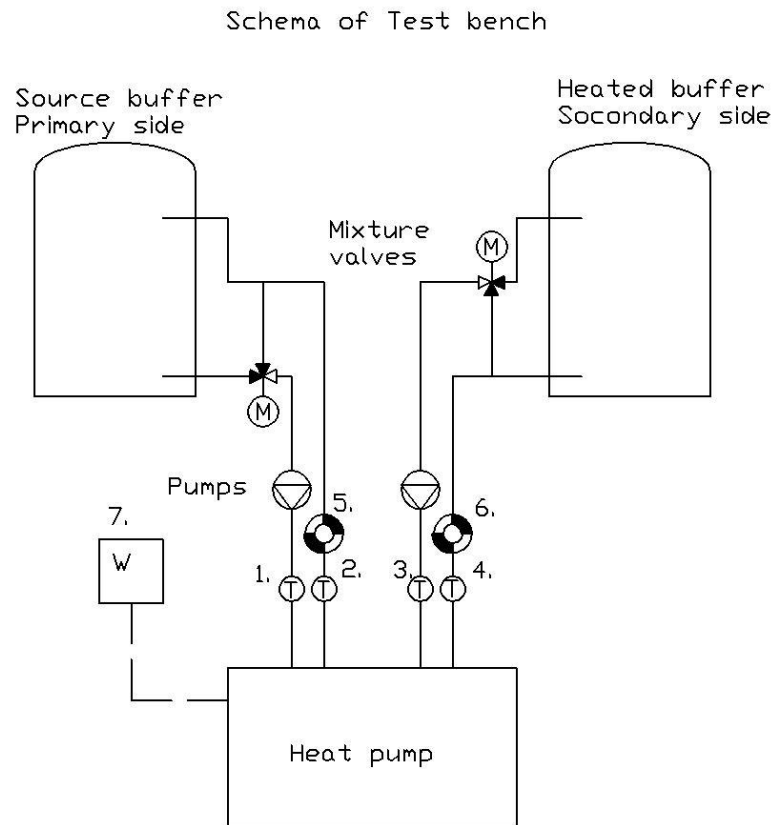 Schema of Test bench
Source buffer
Primary side
Heated buffer
Socondary side
Mixture
valves
M
M
Pumps
5.
6.
7.
W
1.
2.
3.
4.
T
T
T
T
Heat pump